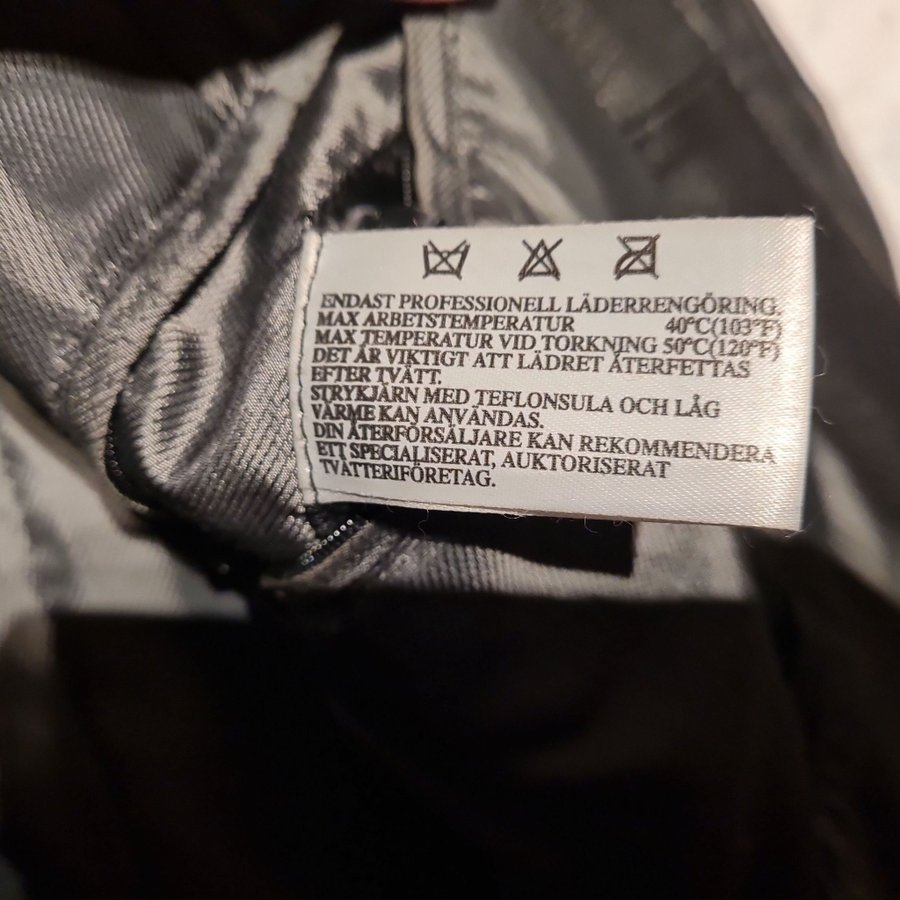 ENDAST PROFESSIONELL LÄDERRENGÖRING.
MAX ARBETSTEMPERATUR 40°C(103°F)
MAX TEMPERATUR VID TORKNING 50°C(120°F)
DET ÄR VIKTIGT ATT LÄDRET ÅTERFETTAS
EFTER TVÄTT.
STRYKJÄRN MED TEFLONSULA OCH LÅG
VÄRME KAN ANVÄNDAS.
DIN ÅTERFÖRSÄLJARE KAN REKOMMENDERA
ETT SPECIALISERAT, AUKTORISERAT
TVÄTTERIFÖRETAG.